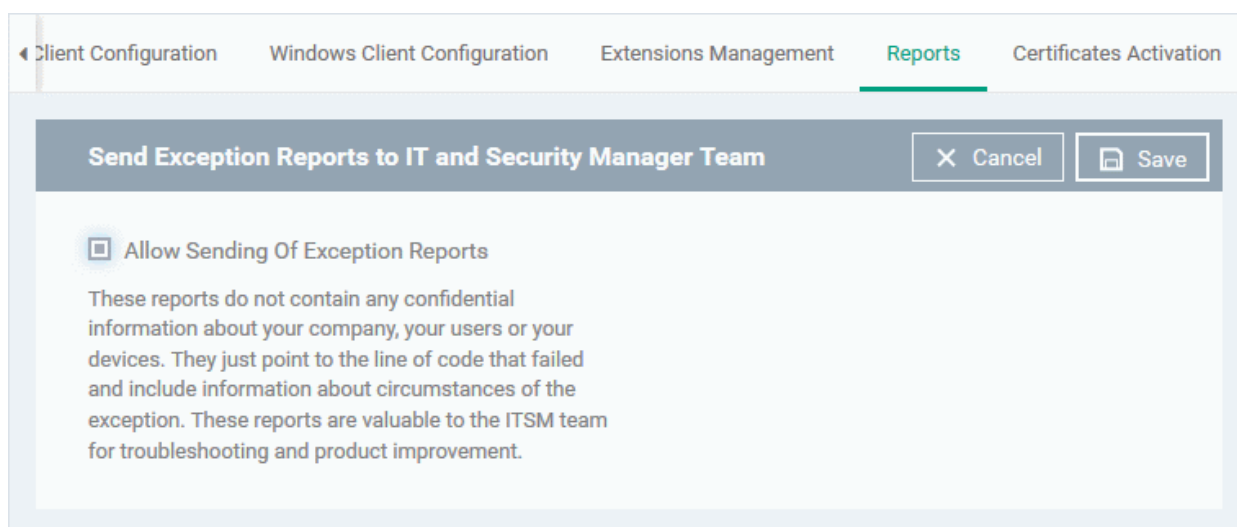 Client Configuration Windows Client Configuration Extensions Management Reports Certificates Activation
Send Exception Reports to IT and Security Manager Team Cancel Save
Allow Sending Of Exception Reports
These reports do not contain any confidential
information about your company, your users or your
devices. They just point to the line of code that failed
and include information about circumstances of the
exception. These reports are valuable to the ITSM team
for troubleshooting and product improvement.